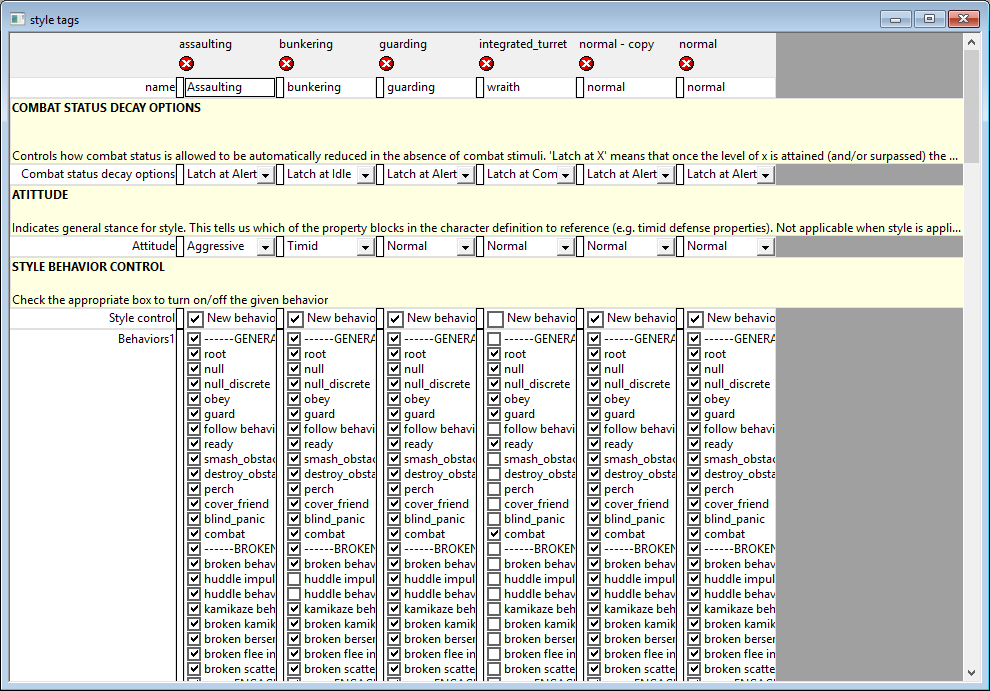 style tags
assaulting bunkering guarding integrated_turret normal - copy normal
name Assaulting bunkering guarding wraith normal normal
COMBAT STATUS DECAY OPTIONS
Controls how combat status is allowed to be automatically reduced in the absence of combat stimuli. 'Latch at X' means that once the level of x is attained (and/or surpassed) the ...
Combat status decay options Latch at Alert Latch at Idle Latch at Alert Latch at Com Latch at Alert Latch at Alert
ATITTUDE
Indicates general stance for style. This tells us which of the property blocks in the character definition to reference (e.g. timid defense properties). Not applicable when style is appli...
Attitude Aggressive Timid Normal Normal Normal Normal
STYLE BEHAVIOR CONTROL
Check the appropriate box to turn on/off the given behavior
Style control New behavio New behavio New behavio New behavio New behavio New behavio
Behaviors1 ------GENERA ------GENERA ------GENERA ------GENERA ------GENERA ------GENERA
root root root root root root
null null null null null null
null_discrete null_discrete null_discrete null_discrete null_discrete null_discrete
obey obey obey obey obey obey
guard guard guard guard guard guard
follow behavi follow behavi follow behavi follow behavi follow behavi follow behavi
ready ready ready ready ready ready
smash_obstac smash_obstac smash_obstac smash_obstac smash_obstac smash_obstac
destroy_obsta destroy_obsta destroy_obsta destroy_obsta destroy_obsta destroy_obsta
perch perch perch perch perch perch
cover_friend cover_friend cover_friend cover_friend cover_friend cover_friend
blind_panic blind_panic blind_panic blind_panic blind_panic blind_panic
combat combat combat combat combat combat
------BROKEN ------BROKEN ------BROKEN ------BROKEN ------BROKEN ------BROKEN
broken behav broken behav broken behav broken behav broken behav broken behav
huddle impul huddle impul huddle impul huddle impul huddle impul huddle impul
huddle behav huddle behav huddle behav huddle behav huddle behav huddle behav
kamikaze beh kamikaze beh kamikaze beh kamikaze beh kamikaze beh kamikaze beh
broken kamik broken kamik broken kamik broken kamik broken kamik broken kamik
broken berser broken berser broken berser broken berser broken berser broken berser
broken flee in broken flee in broken flee in broken flee in broken flee in broken flee in
broken scatte broken scatte broken scatte broken scatte broken scatte broken scatte